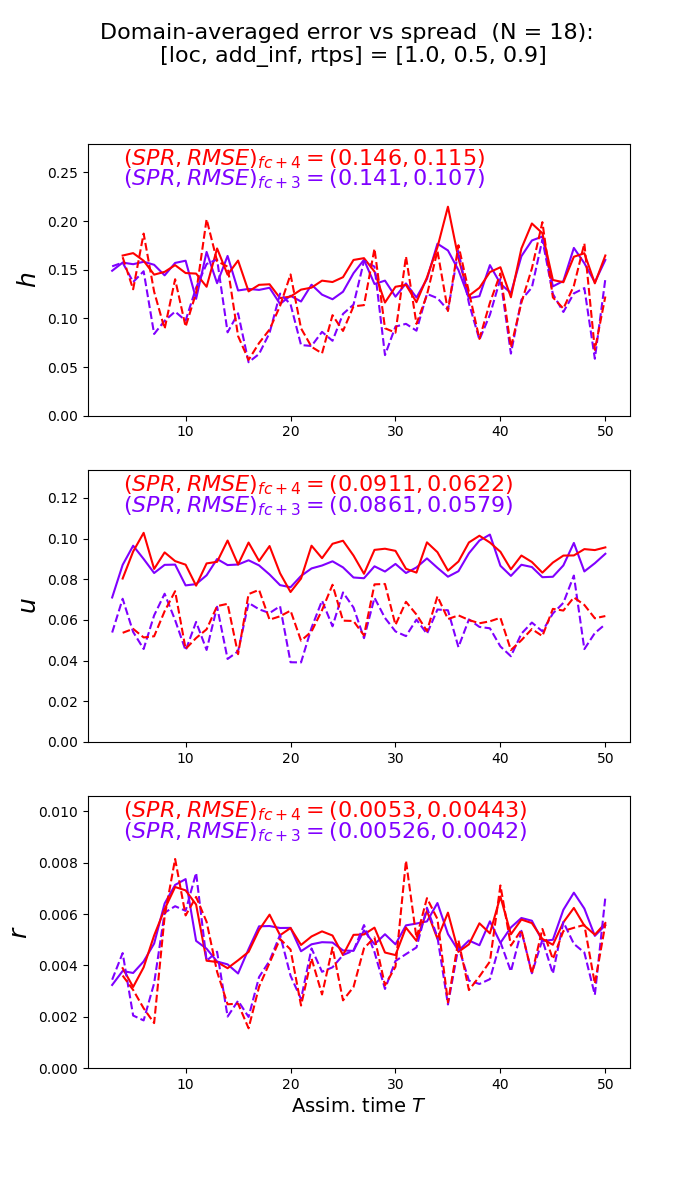 Domain-averaged error vs spread (N = 18):
[loc, add_inf, rtps] = [1.0, 0.5, 0.9]
(SPR, RMSE)fc+4 = (0.146, 0.115)
(SPR, RMSE)fc+3 = (0.141, 0.107)
0.25
0.20
0.15
0.10
0.05
0.00
h
10 20 30 40 50
(SPR, RMSE)fc+4 = (0.0911, 0.0622)
(SPR, RMSE)fc+3 = (0.0861, 0.0579)
0.12
0.10
0.08
0.06
0.04
0.02
0.00
u
10 20 30 40 50
(SPR, RMSE)fc+4 = (0.0053, 0.00443)
(SPR, RMSE)fc+3 = (0.00526, 0.0042)
0.010
0.008
0.006
0.004
0.002
0.000
r
10 20 30 40 50
Assim. time T